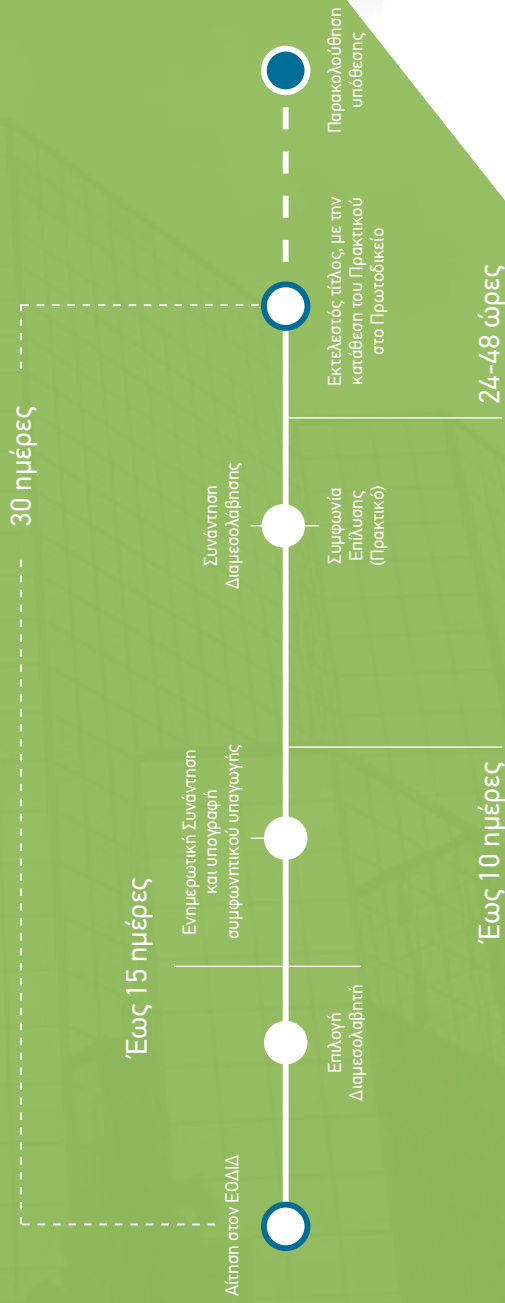 30 ημέρες
Έως 15 ημέρες
Αίτηση στον ΕΟΔΙΔ
Επιλογή
Διαμεσολαβητή
Ενημερωτική Συνάντηση
και υπογραφή
συμφωνητικού υπαγωγής
Έως 10 ημέρες
Συνάντηση
Διαμεσολάβησης
Συμφωνία
Επίλυσης
(Πρακτικό)
24-48 ώρες
Εκτελεστός τίτλος, με την
κατάθεση του Πρακτικού
στο Πρωτοδικείο
Παρακολούθηση
υπόθεσης